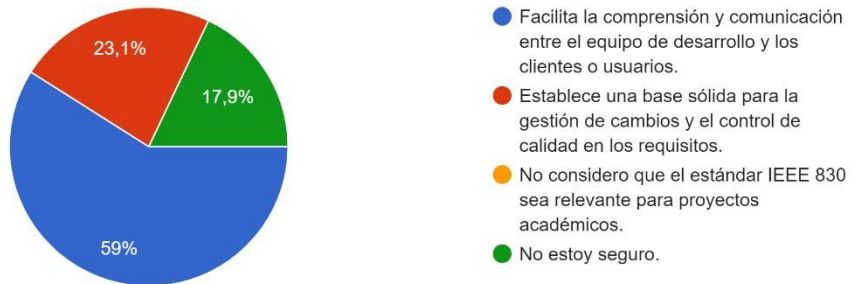 23,1%
17,9%
59%
Facilita la comprensión y comunicación
entre el equipo de desarrollo y los
clientes o usuarios.
Establece una base sólida para la
gestión de cambios y el control de
calidad en los requisitos.
No considero que el estándar IEEE 830
sea relevante para proyectos
académicos.
No estoy seguro.